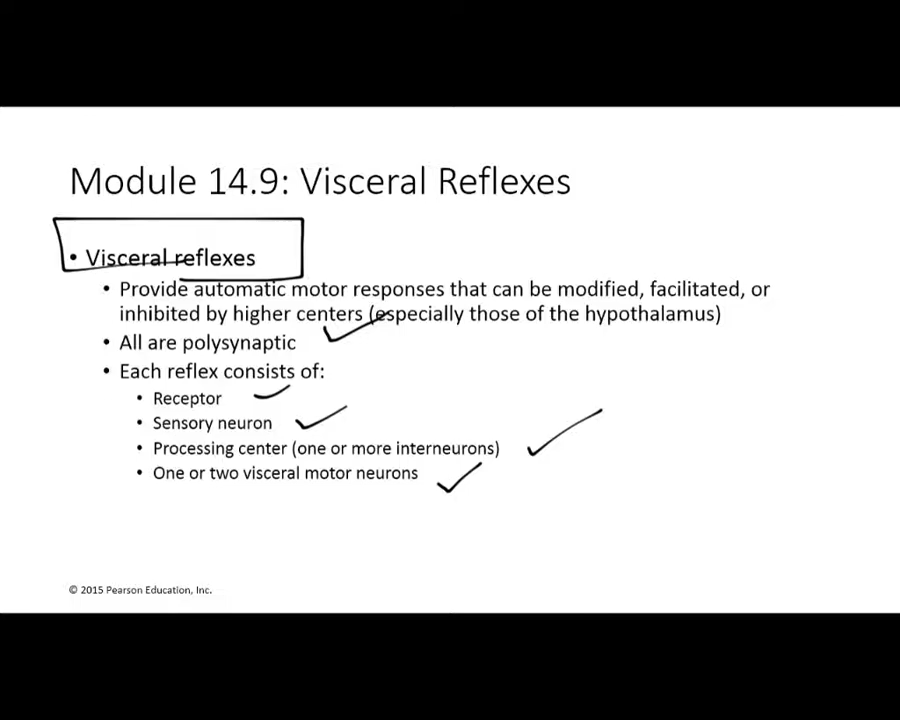 Module 14.9: Visceral Reflexes
• Visceral reflexes
• Provide automatic motor responses that can be modified, facilitated, or
inhibited by higher centers (especially those of the hypothalamus)
• All are polysynaptic
• Each reflex consists of:
• Receptor
• Sensory neuron
• Processing center (one or more interneurons)
• One or two visceral motor neurons
© 2015 Pearson Education, Inc.